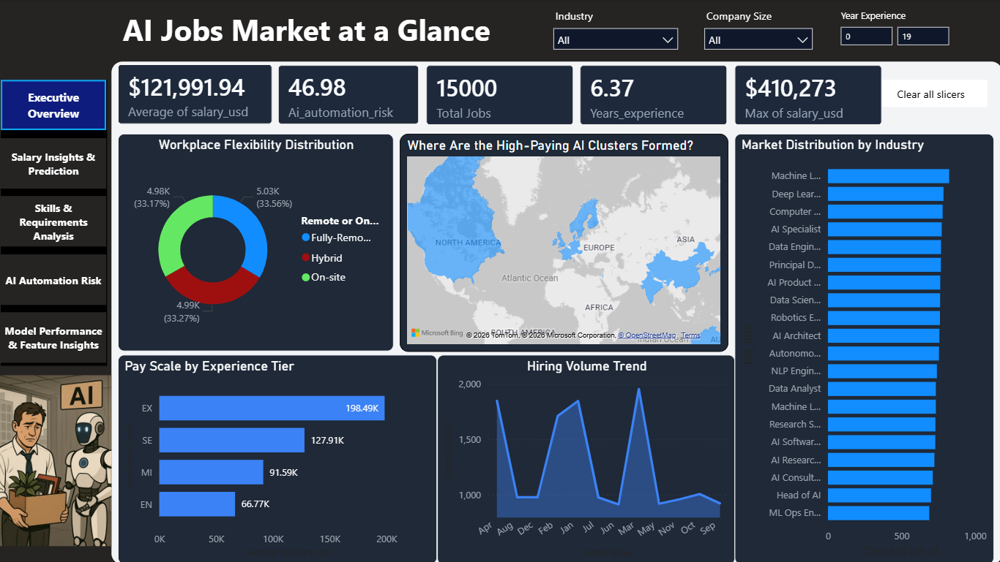 AI Jobs Market at a Glance
Industry
All
Company Size
All
Year Experience
0
19
Executive
Overview
Salary Insights &
Prediction
Skills &
Requirements
Analysis
AI Automation Risk
Model Performance
& Feature Insights
AI
$121,991.94
Average of salary_usd
46.98
Ai_automation_risk
15000
Total Jobs
6.37
Years_experience
$410,273
Max of salary_usd
Clear all slicers
Workplace Flexibility Distribution
4.98K
(33.17%)
5.03K
(33.56%)
4.99K
(33.27%)
Remote or On...
Fully-Remo...
Hybrid
On-site
Where Are the High-Paying AI Clusters Formed?
NORTH AMERICA
EUROPE
ASIA
Atlantic Ocean
AFRICA
SOUTH AMERICA
Indian Ocean
AU
Microsoft Bing
© 2026 TomTom, © 2026 Microsoft Corporation, © OpenStreetMap Terms
Market Distribution by Industry
Machine L...
Deep Lear...
Computer ...
AI Specialist
Data Engin...
Principal D...
AI Product ...
Data Scien...
Robotics E...
AI Architect
Autonomo...
NLP Engin...
Data Analyst
Machine L...
Research S...
AI Softwar...
AI Researc...
AI Consult...
Head of AI
ML Ops En...
0
500
1,000
Pay Scale by Experience Tier
EX
198.49K
SE
127.91K
MI
91.59K
EN
66.77K
0K
50K
100K
150K
200K
Hiring Volume Trend
2,000
1,500
1,000
Apr
Aug
Dec
Feb
Jan
Jul
Jun
Mar
May
Nov
Oct
Sep